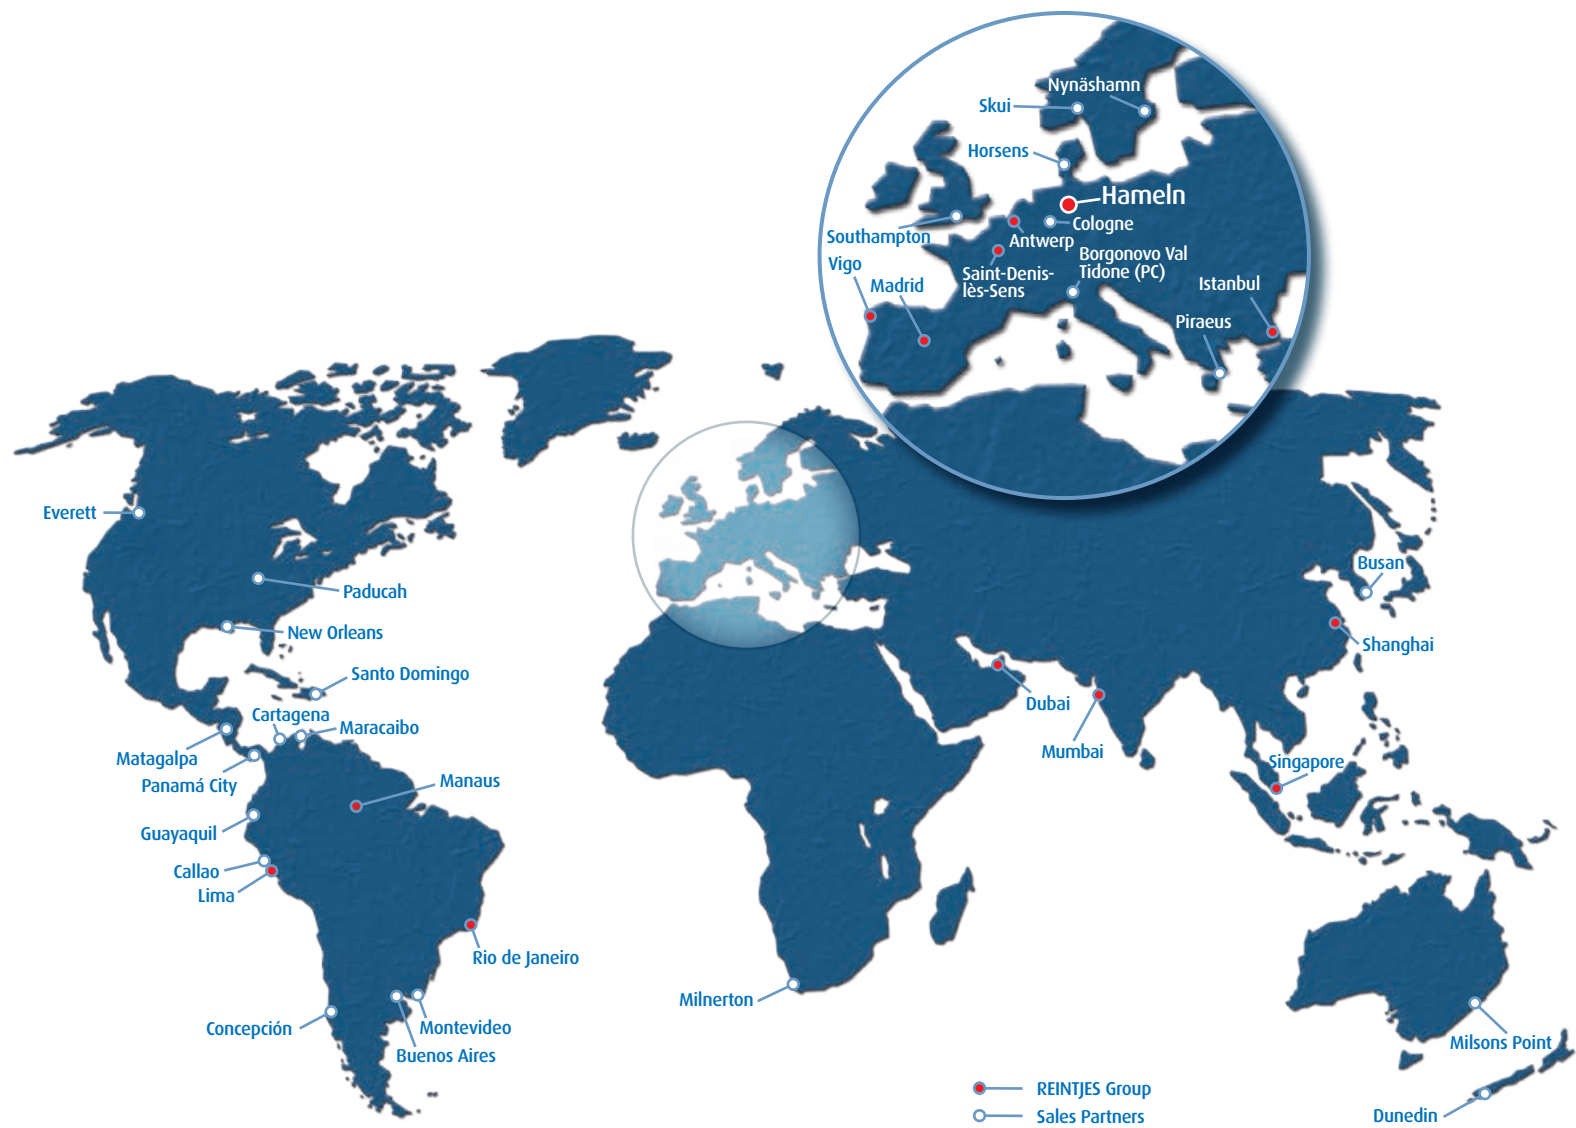 Nynäshamn
Skui
Horsens
Hameln
Cologne
Southampton
Antwerp
Borgonovo Val
Tidone (PC)
Vigo
Saint-Denis-
lès-Sens
Madrid
Istanbul
Piraeus
Everett
Busan
Paducah
New Orleans
Shanghai
Santo Domingo
Dubai
Cartagena
Maracaibo
Mumbai
Matagalpa
Singapore
Panamá City
Manaus
Guayaquil
Callao
Lima
Rio de Janeiro
Milnerton
Concepción
Montevideo
Milsons Point
Buenos Aires
REINTJES Group
Sales Partners
Dunedin